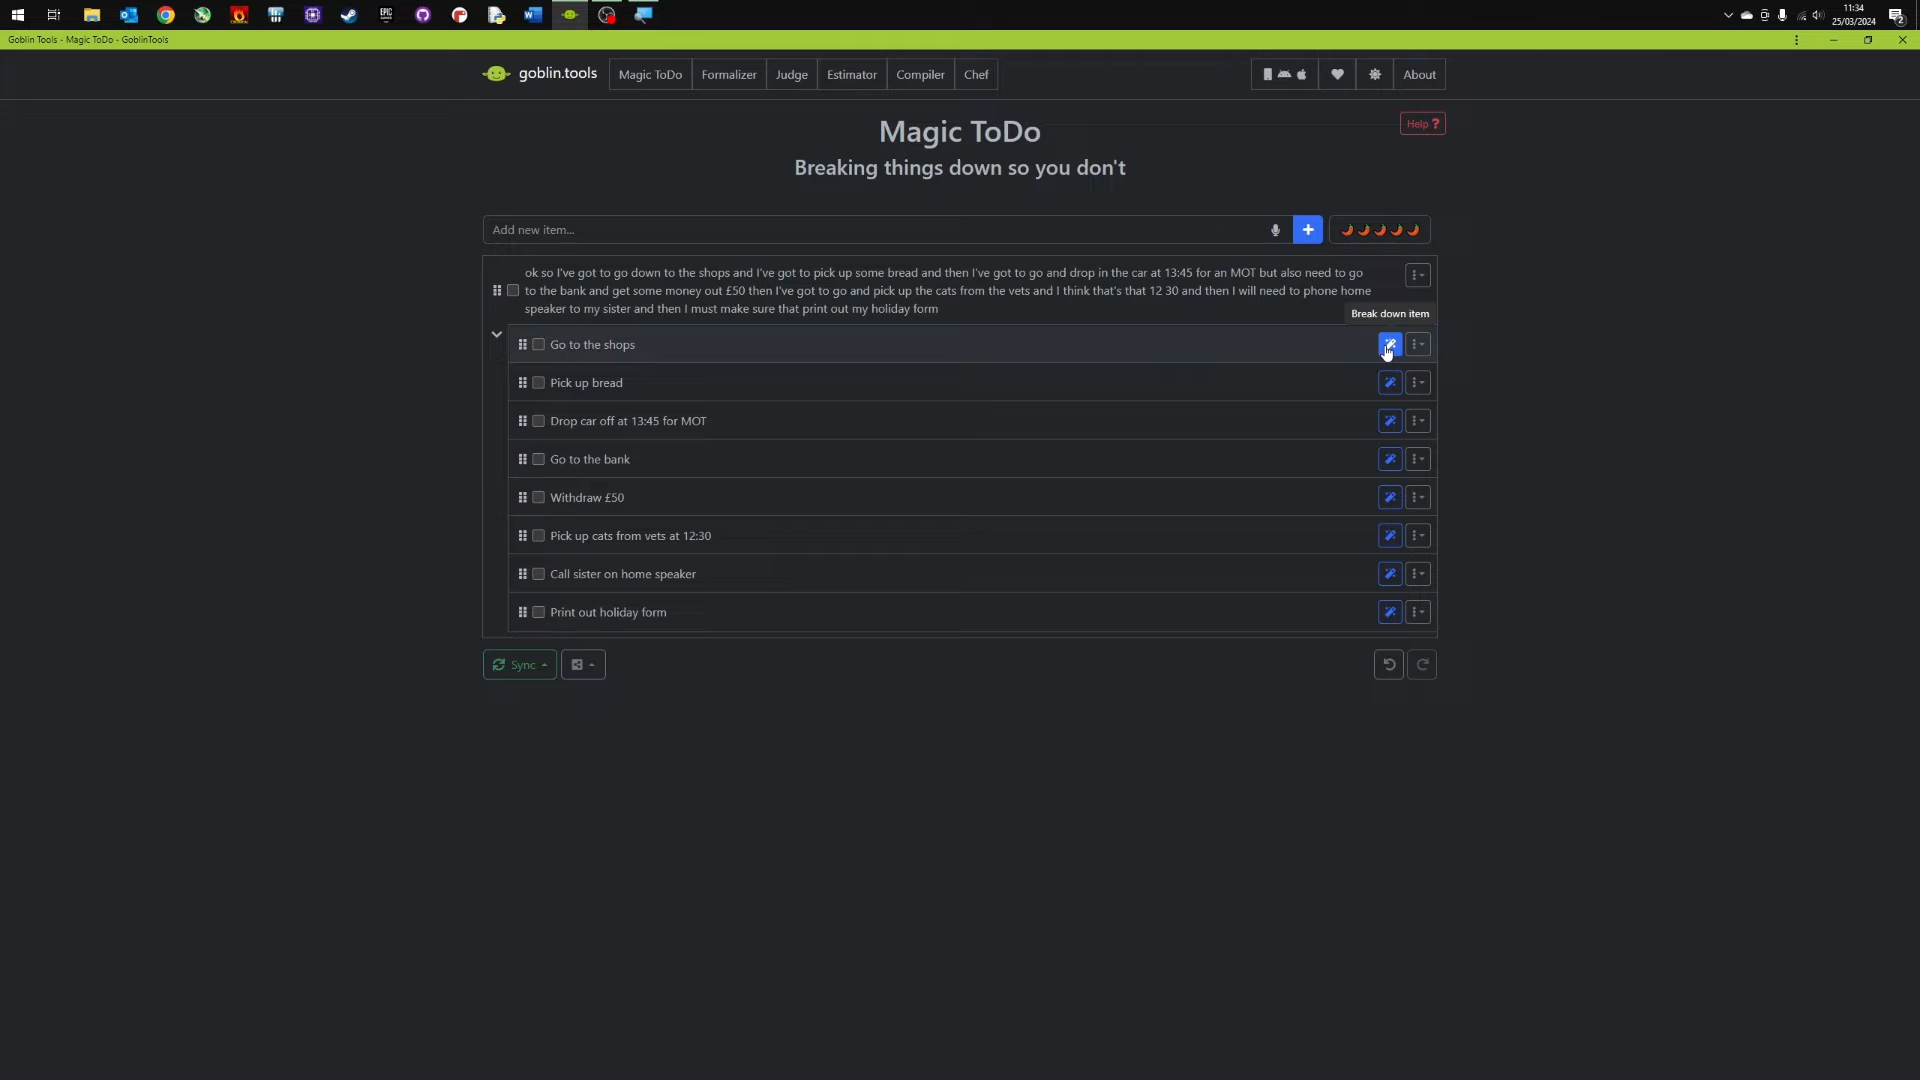 11:34
25/03/2024
2
Goblin Tools - Magic ToDo - GoblinTools
goblin.tools
Magic ToDo
Formalizer
Judge
Estimator
Compiler
Chef
About
Magic ToDo
Help ?
Breaking things down so you don't
Add new item...
ok so I've got to go down to the shops and I've got to pick up some bread and then I've got to go and drop in the car at 13:45 for an MOT but also need to go
to the bank and get some money out £50 then I've got to go and pick up the cats from the vets and I think that's that 12 30 and then I will need to phone home
speaker to my sister and then I must make sure that print out my holiday form
Break down item
Go to the shops
Pick up bread
Drop car off at 13:45 for MOT
Go to the bank
Withdraw £50
Pick up cats from vets at 12:30
Call sister on home speaker
Print out holiday form
Sync